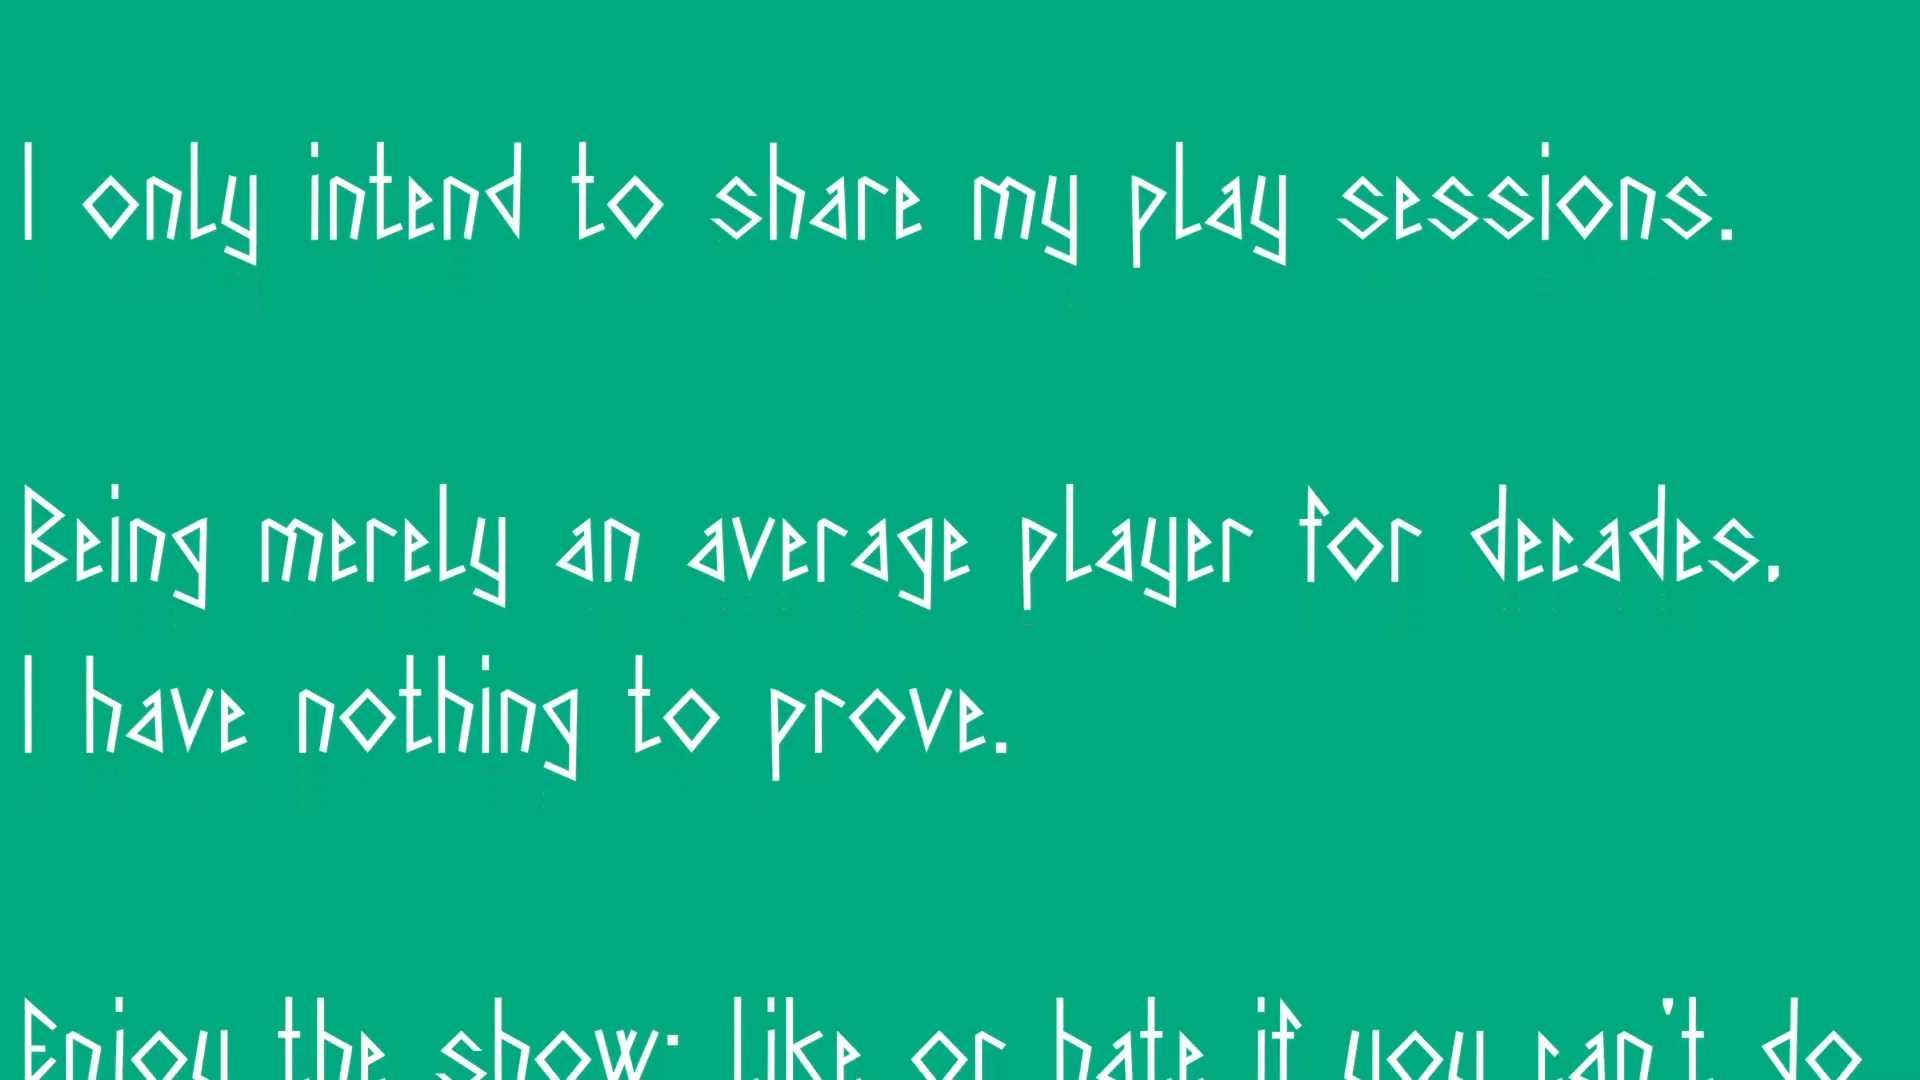 I only intend to share my play sessions.
Being merely an average player for decades,
I have nothing to prove.
Enjoy the show; like or hate if you can't do